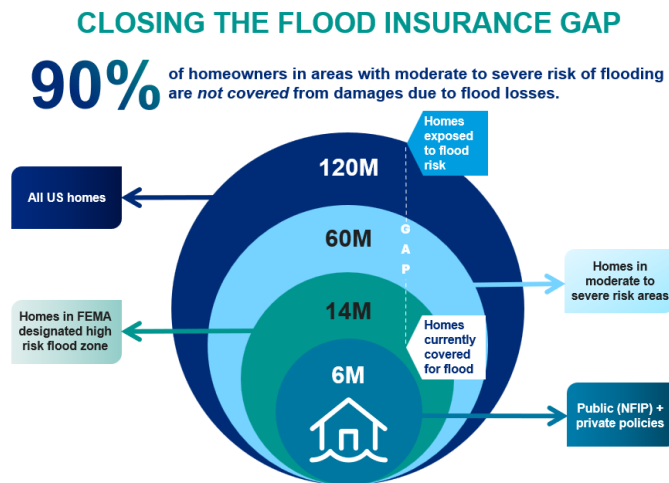 CLOSING THE FLOOD INSURANCE GAP
90%
of homeowners in areas with moderate to severe risk of flooding
are not covered from damages due to flood losses.
Homes
exposed
to flood
risk
120M
All US homes
60M
G
A
P
Homes in
moderate to
severe risk areas
14M
Homes in FEMA
designated high
risk flood zone
Homes
currently
covered
for flood
6M
Public (NFIP) +
private policies